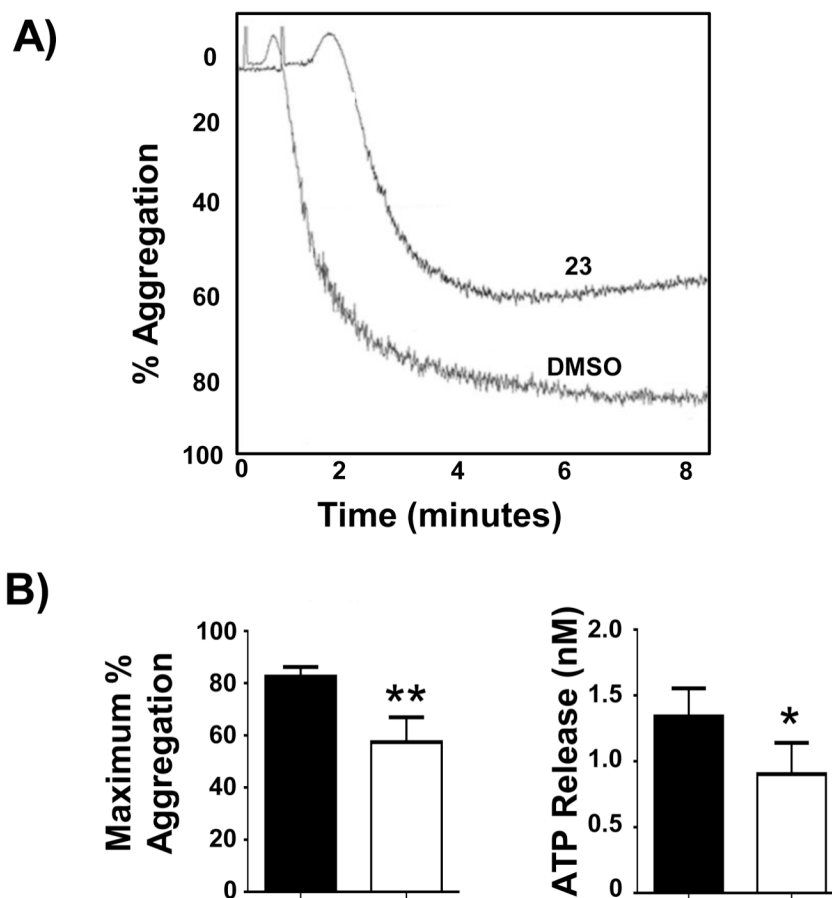 A)
0
20
40
60
80
100
% Aggregation
23
DMSO
0 2 4 6 8
Time (minutes)
B)
Maximum %
Aggregation
100
80
60
40
20
0
**
ATP Release (nM)
2.0
1.5
1.0
0.5
0
*